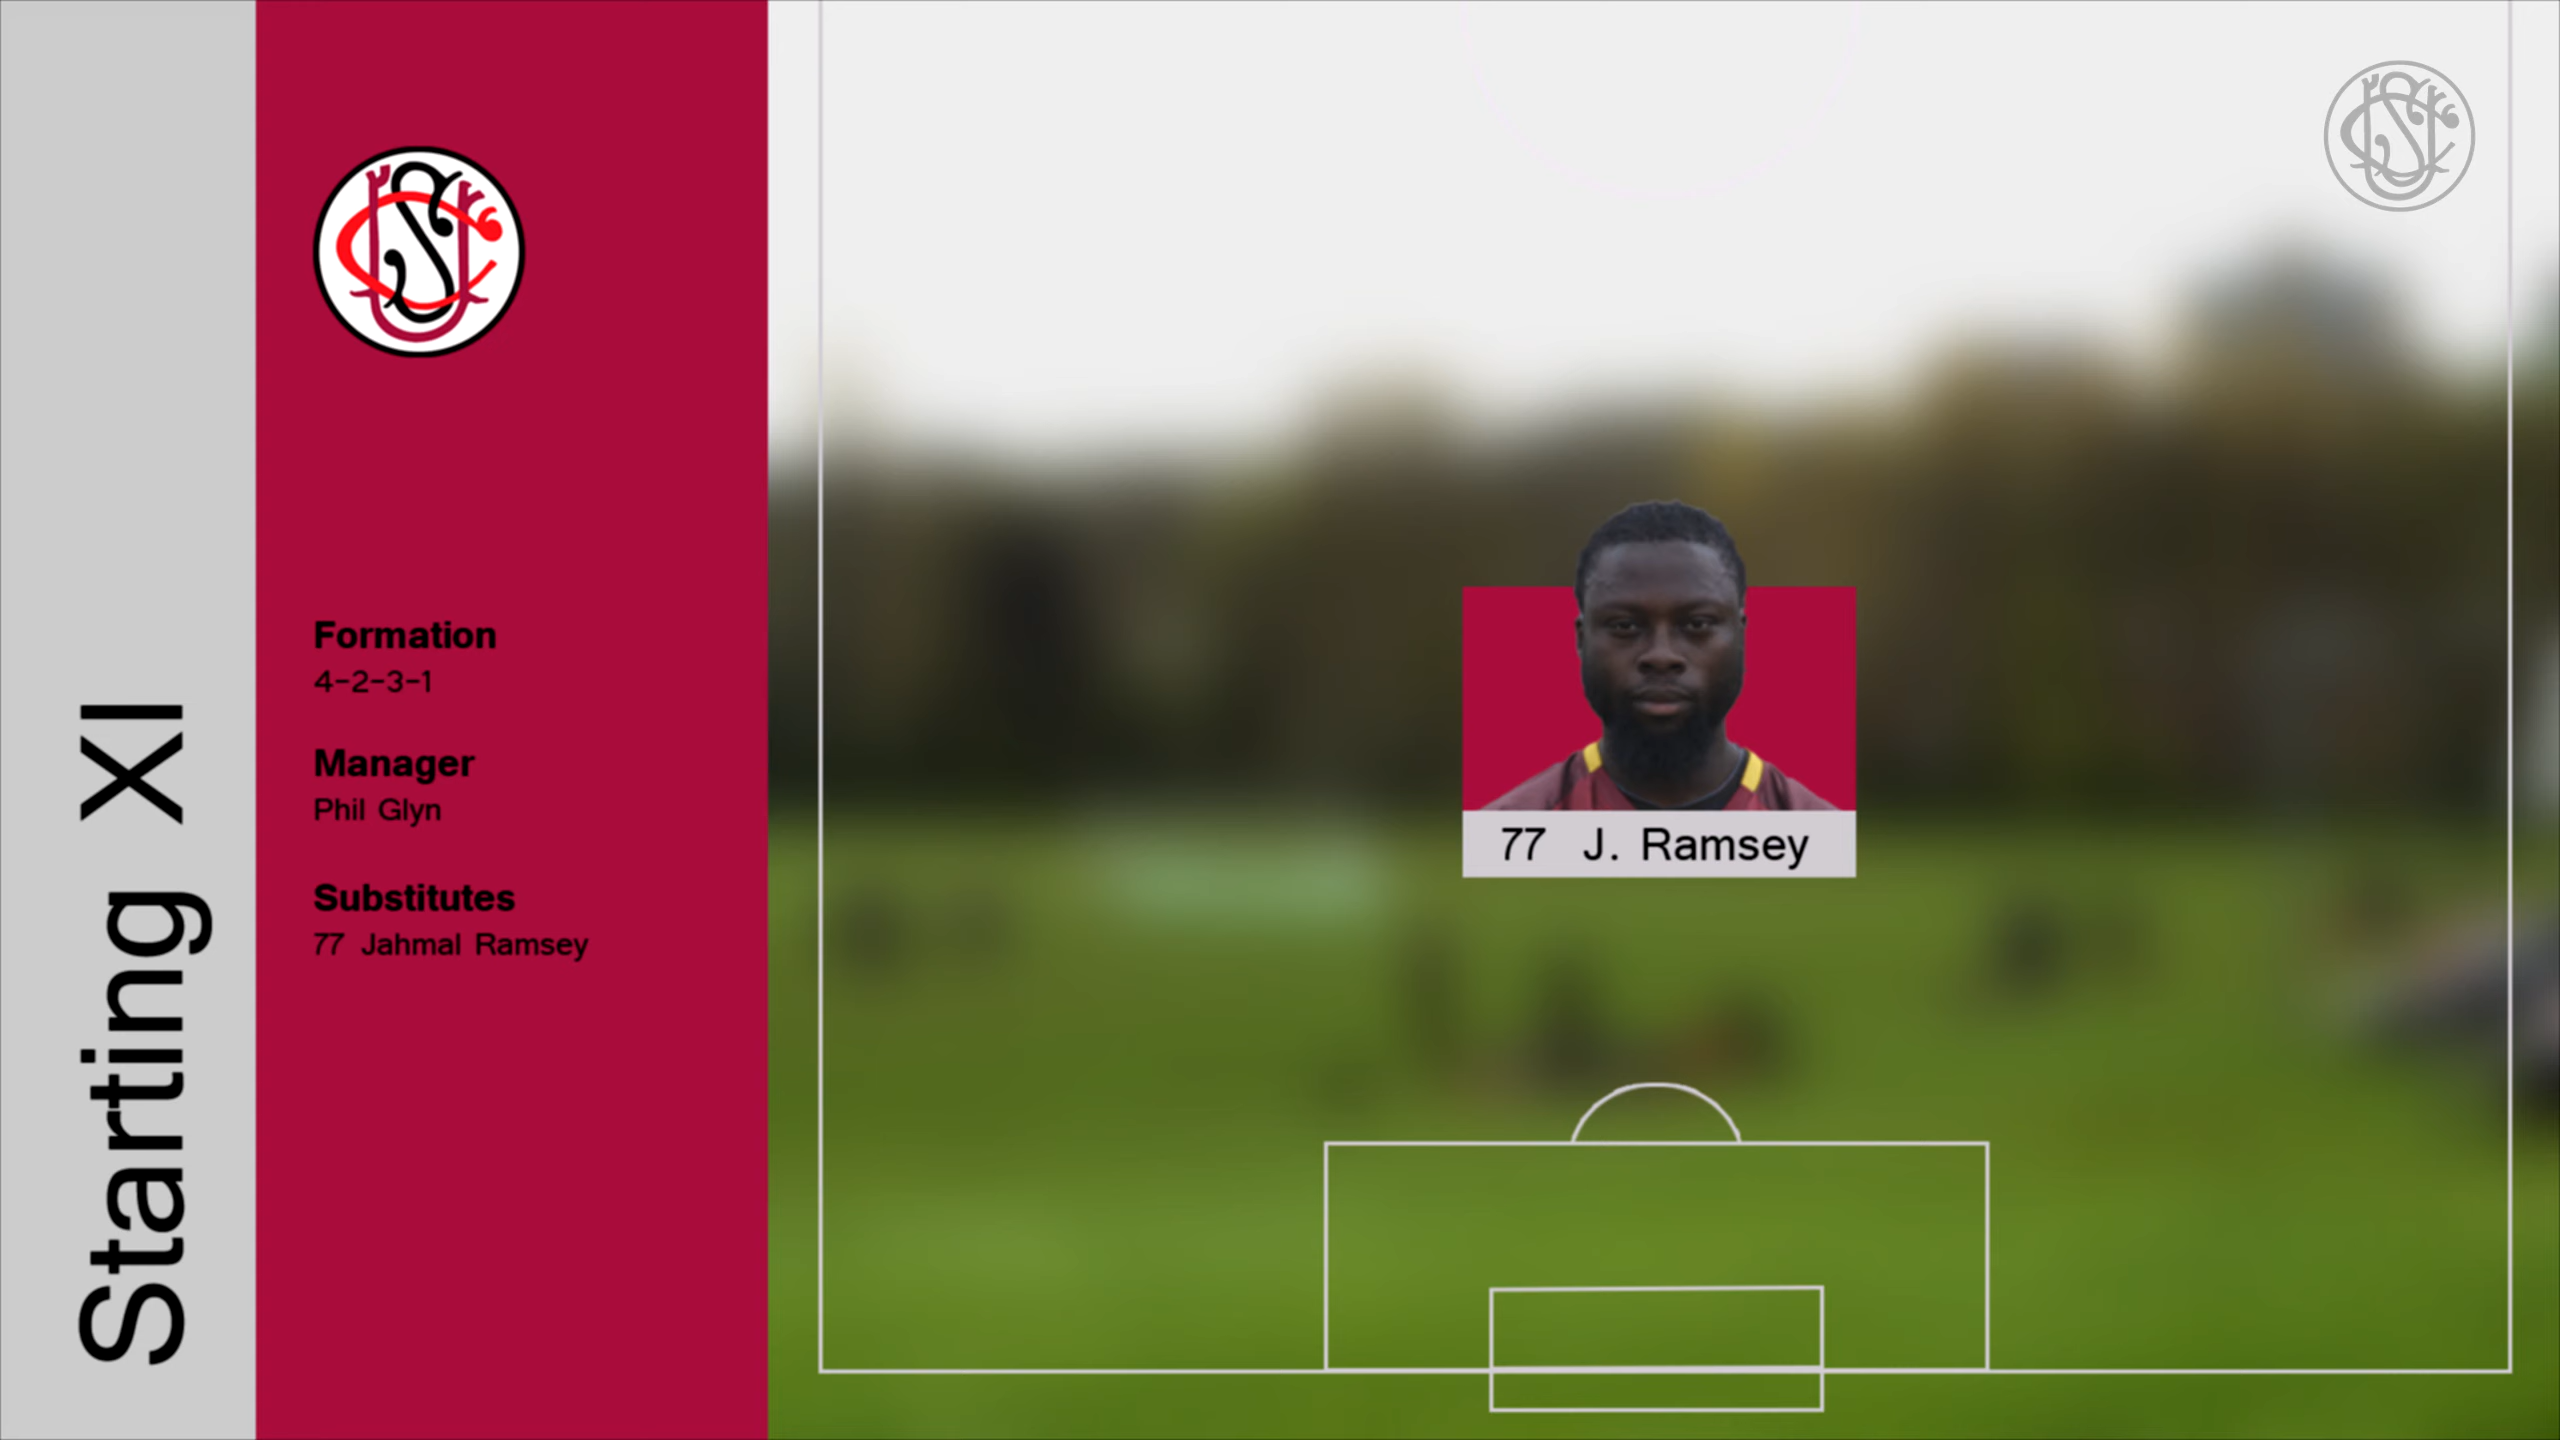 Starting XI
Formation
4-2-3-1
Manager
Phil Glyn
Substitutes
77 Jahmal Ramsey
77 J. Ramsey